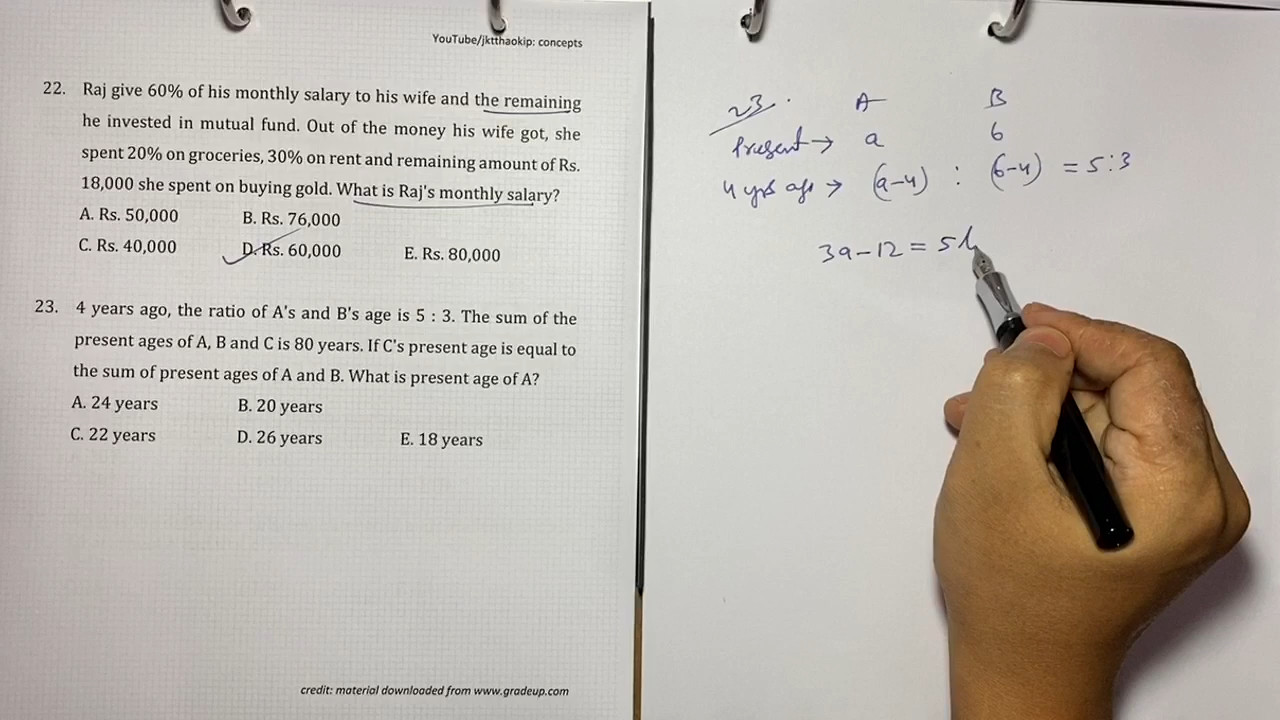 YouTube/jktthaokip: concepts
22. Raj give 60% of his monthly salary to his wife and the remaining
he invested in mutual fund. Out of the money his wife got, she
spent 20% on groceries, 30% on rent and remaining amount of Rs.
18,000 she spent on buying gold. What is Raj's monthly salary?
A. Rs. 50,000 B. Rs. 76,000
C. Rs. 40,000 D. Rs. 60,000 E. Rs. 80,000
23. 4 years ago, the ratio of A's and B's age is 5 : 3. The sum of the
present ages of A, B and C is 80 years. If C's present age is equal to
the sum of present ages of A and B. What is present age of A?
A. 24 years B. 20 years
C. 22 years D. 26 years E. 18 years
credit: material downloaded from www.gradeup.com
23. A B
Present → a b
4 yrs ago → (a-4) : (b-4) = 5:3
3a-12 = 5b